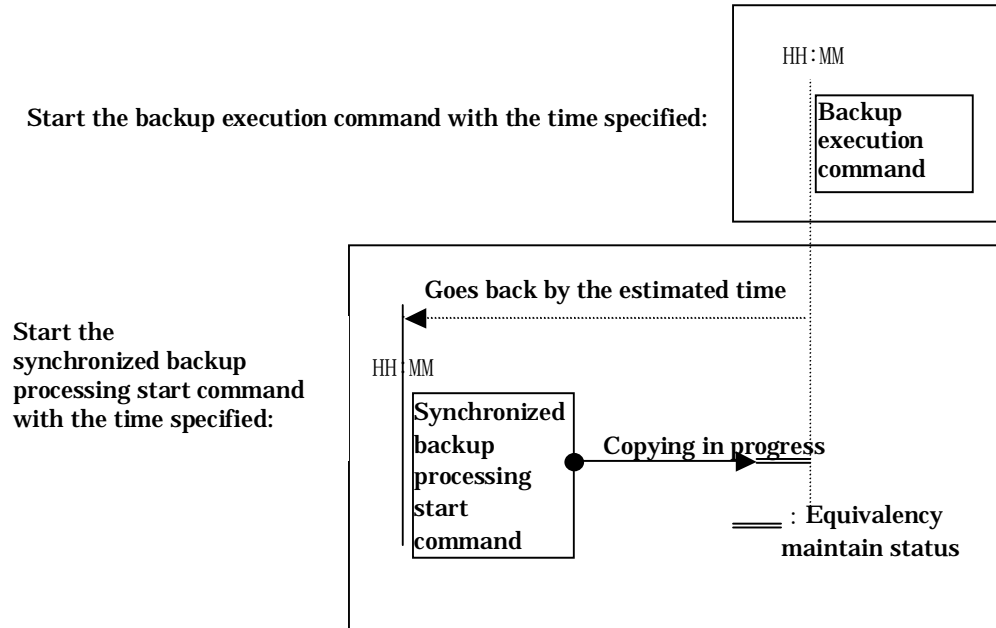 HH:MM
Start the backup execution command with the time specified:
Backup
execution
command
Goes back by the estimated time
Start the
synchronized backup
processing start command
with the time specified:
HH:MM
Synchronized
backup
processing
start
command
Copying in progress
: Equivalency
maintain status